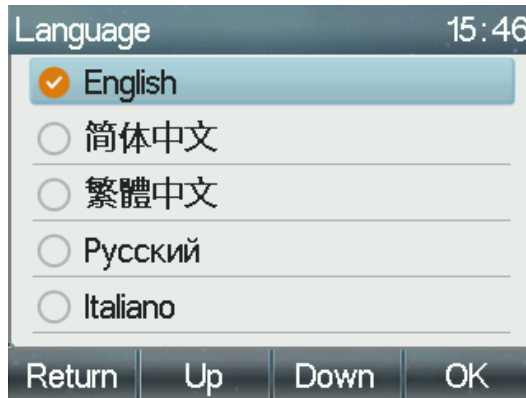 Language 15:46
English
简体中文
繁體中文
Русский
Italiano
Return Up Down OK